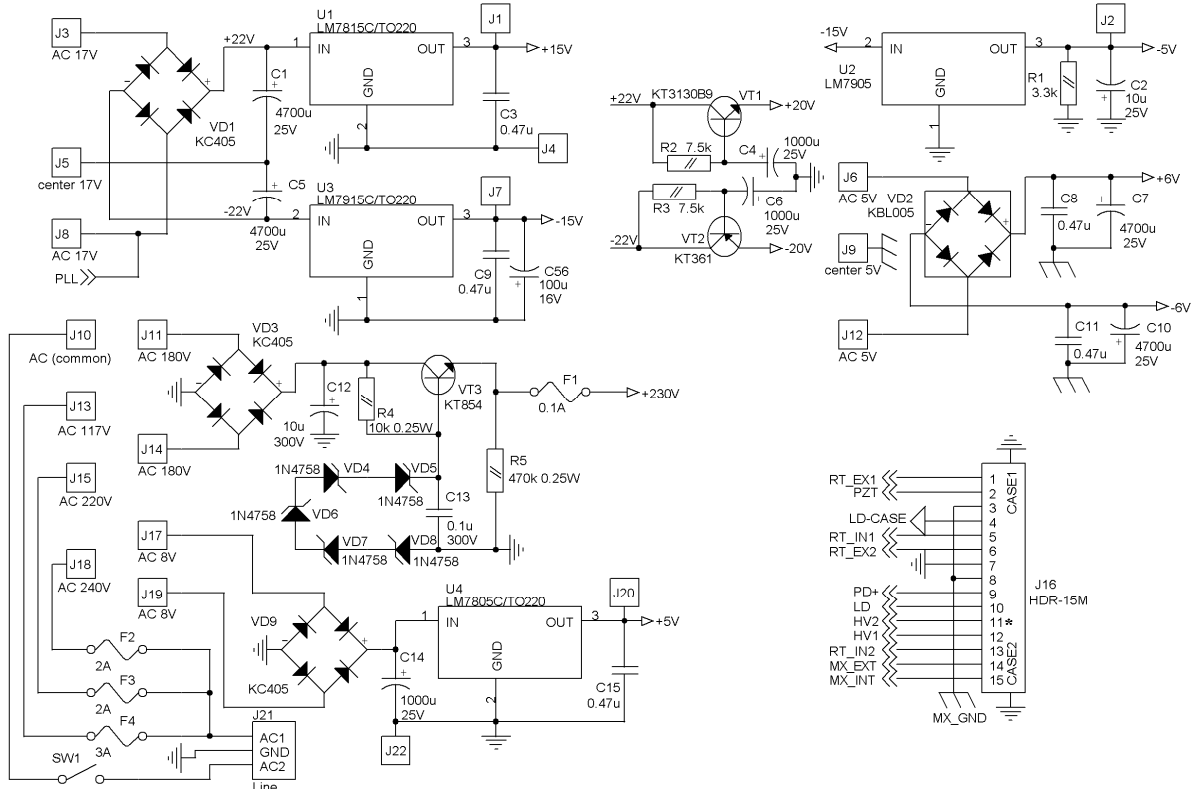 U1
LM7815C/TO220
J3
AC 17V
+22V
1
IN
OUT
3
GND
2
J1
+15V
C1
+
4700u
25V
C3
0.47u
J4
-
+
VD1
KC405
J5
center 17V
C5
+
4700u
25V
-22V
J8
AC 17V
PLL
U3
LM7915C/TO220
2
IN
OUT
3
GND
1
J7
-15V
C9
0.47u
C56
100u
16V
+
KT3130B9
VT1
+22V
+20V
R2 7.5k
C4
+
1000u
25V
R3 7.5k
C6
+
1000u
25V
-22V
VT2
KT361
-20V
-15V
2
IN
OUT
3
GND
1
U2
LM7905
J2
-5V
R1
3.3k
C2
10u
25V
+
J6
AC 5V
VD2
KBL005
-
+
J9
center 5V
J12
AC 5V
+6V
C8
0.47u
C7
4700u
25V
-6V
C11
0.47u
C10
4700u
25V
+
J10
AC (common)
J11
AC 180V
VD3
KC405
-
+
J13
AC 117V
J14
AC 180V
C12
+
10u
300V
R4
10k 0.25W
VT3
KT854
F1
0.1A
+230V
R5
470k 0.25W
1N4758
VD4
VD5
1N4758
1N4758
VD6
VD7
1N4758
VD8
1N4758
C13
0.1u
300V
J15
AC 220V
J17
AC 8V
J18
AC 240V
J19
AC 8V
VD9
KC405
-
+
U4
LM7805C/TO220
1
IN
OUT
3
GND
2
J20
+5V
C14
+
1000u
25V
C15
0.47u
J22
F2
2A
F3
2A
F4
3A
SW1
J21
AC1
GND
AC2
Line
RT_EX1
PZT
LD-CASE
RT_IN1
RT_EX2
PD+
LD
HV2
HV1
RT_IN2
MX_EXT
MX_INT
1
2
3
4
5
6
7
8
9
10
11*
12
13
14
15
CASE1
CASE2
J16
HDR-15M
MX_GND